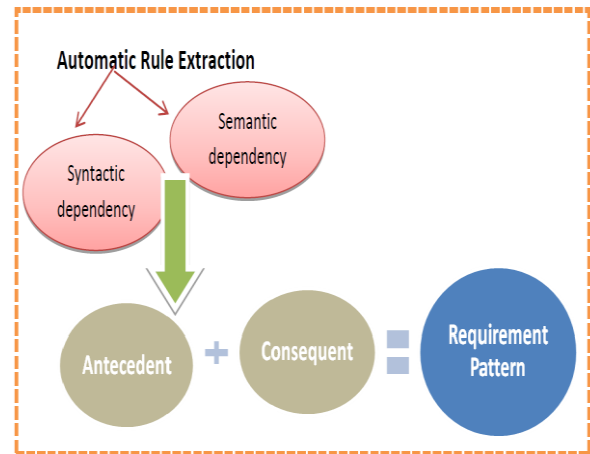 Automatic Rule Extraction
Semantic
dependency
Syntactic
dependency
Antecedent + Consequent = Requirement
Pattern